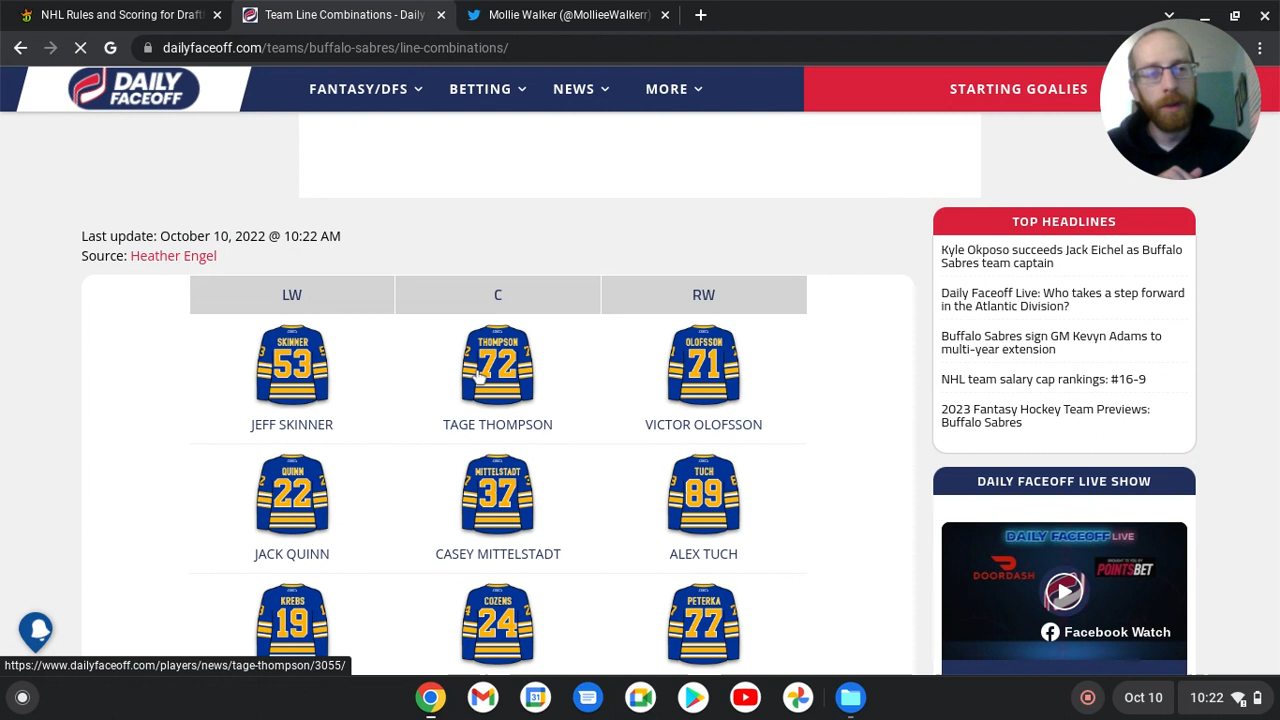 NHL Rules and Scoring for Draft
Team Line Combinations - Daily
Mollie Walker (@MollieeWalkerr)
dailyfaceoff.com/teams/buffalo-sabres/line-combinations/
DAILY FACEOFF
FANTASY/DFS
BETTING
NEWS
MORE
STARTING GOALIES
Last update: October 10, 2022 @ 10:22 AM
Source: Heather Engel
LW
C
RW
SKINNER
53
THOMPSON
72
OLOFSSON
71
JEFF SKINNER
TAGE THOMPSON
VICTOR OLOFSSON
QUINN
22
MITTELSTADT
37
TUCH
89
JACK QUINN
CASEY MITTELSTADT
ALEX TUCH
KREBS
19
COZENS
24
PETERKA
77
TOP HEADLINES
Kyle Okposo succeeds Jack Eichel as Buffalo
Sabres team captain
Daily Faceoff Live: Who takes a step forward
in the Atlantic Division?
Buffalo Sabres sign GM Kevyn Adams to
multi-year extension
NHL team salary cap rankings: #16-9
2023 Fantasy Hockey Team Previews:
Buffalo Sabres
DAILY FACEOFF LIVE SHOW
DAILY FACEOFF LIVE
DOORDASH
POINTSBET
Facebook Watch
https://www.dailyfaceoff.com/players/news/tage-thompson/3055/
31
Oct 10
10:22